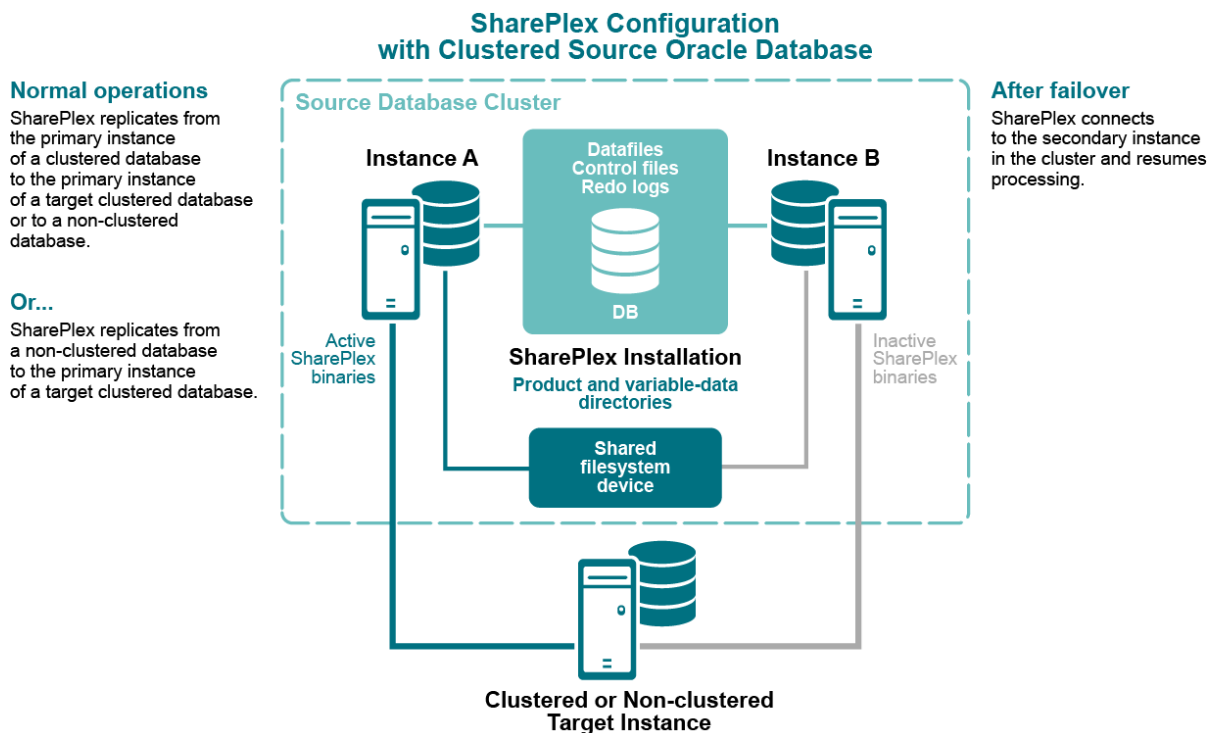 SharePlex Configuration
with Clustered Source Oracle Database
Normal operations
SharePlex replicates from
the primary instance
of a clustered database
to the primary instance
of a target clustered database
or to a non-clustered
database.
Or...
SharePlex replicates from
a non-clustered database
to the primary instance
of a target clustered database.
Source Database Cluster
Instance A
Datafiles
Control files
Redo logs
DB
Instance B
Active
SharePlex
binaries
SharePlex Installation
Product and variable-data
directories
Inactive
SharePlex
binaries
Shared
filesystem
device
After failover
SharePlex connects
to the secondary instance
in the cluster and resumes
processing.
Clustered or Non-clustered
Target Instance